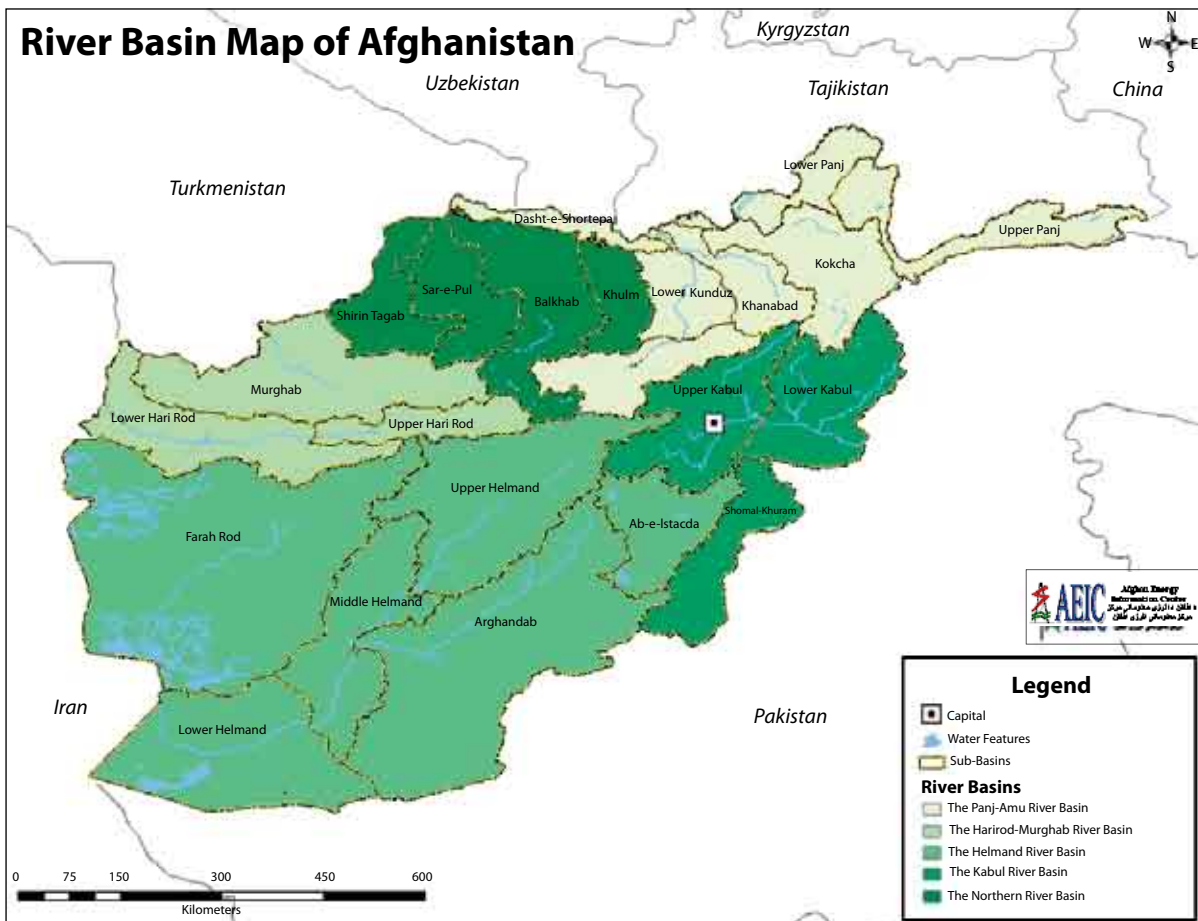 River Basin Map of Afghanistan
Kyrgyzstan
N
W E
S
Uzbekistan
Tajikistan
China
Turkmenistan
Lower Panj
Dasht-e-Shortepa
Upper Panj
Kokcha
Sar-e-Pul
Balkhab
Khulm
Lower Kunduz
Khanabad
Shirin Tagab
Murghab
Upper Kabul
Lower Kabul
Lower Hari Rod
Upper Hari Rod
Upper Helmand
Ab-e-Istacda
Shomal-Khuram
Farah Rod
Middle Helmand
Arghandab
AEIC
Afghan Energy
Information Center
Iran
Lower Helmand
Pakistan
Legend
Capital
Water Features
Sub-Basins
River Basins
The Panj-Amu River Basin
The Harirod-Murghab River Basin
The Helmand River Basin
The Kabul River Basin
The Northern River Basin
0 75 150 300 450 600
Kilometers